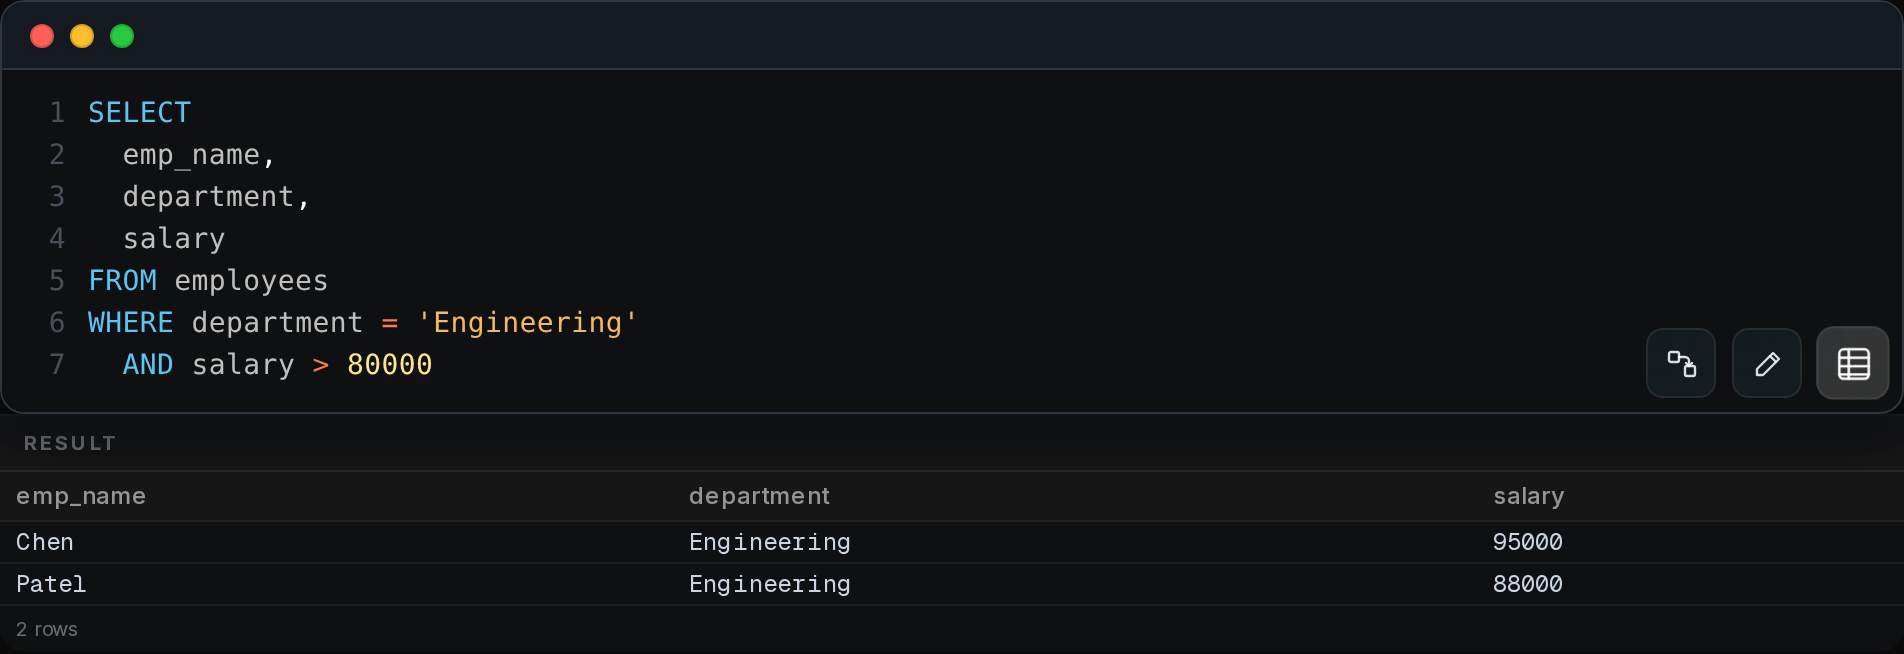 1 SELECT
2   emp_name,
3   department,
4   salary
5 FROM employees
6 WHERE department = 'Engineering'
7   AND salary > 80000
RESULT
emp_name department salary
Chen Engineering 95000
Patel Engineering 88000
2 rows